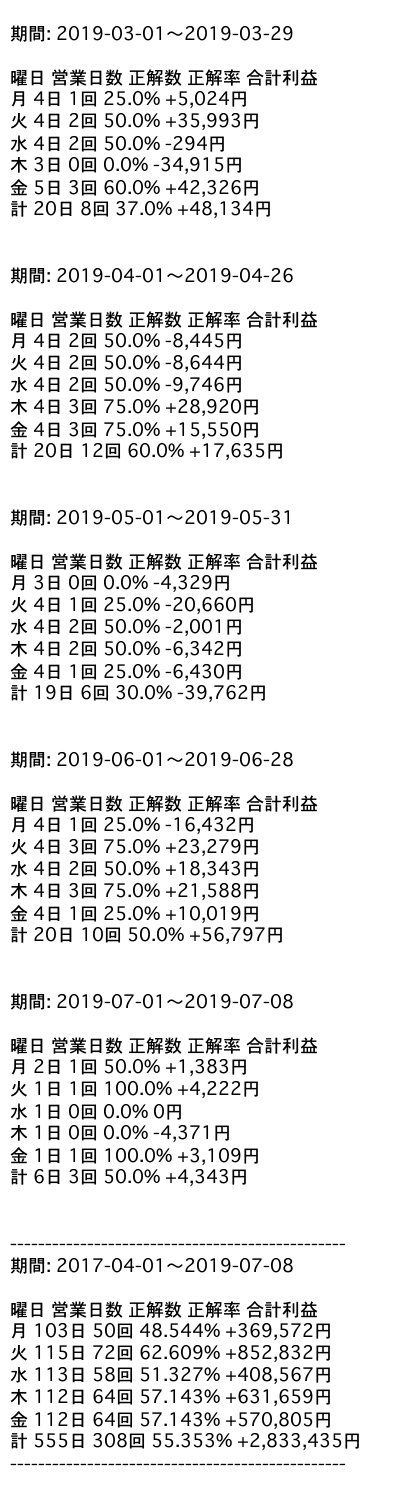 期間: 2019-03-01〜2019-03-29
曜日 営業日数 正解数 正解率 合計利益
月 4日 1回 25.0% +5,024円
火 4日 2回 50.0% +35,993円
水 4日 2回 50.0% -294円
木 3日 0回 0.0% -34,915円
金 5日 3回 60.0% +42,326円
計 20日 8回 37.0% +48,134円
期間: 2019-04-01〜2019-04-26
曜日 営業日数 正解数 正解率 合計利益
月 4日 2回 50.0% -8,445円
火 4日 2回 50.0% -8,644円
水 4日 2回 50.0% -9,746円
木 4日 3回 75.0% +28,920円
金 4日 3回 75.0% +15,550円
計 20日 12回 60.0% +17,635円
期間: 2019-05-01〜2019-05-31
曜日 営業日数 正解数 正解率 合計利益
月 3日 0回 0.0% -4,329円
火 4日 1回 25.0% -20,660円
水 4日 2回 50.0% -2,001円
木 4日 2回 50.0% -6,342円
金 4日 1回 25.0% -6,430円
計 19日 6回 30.0% -39,762円
期間: 2019-06-01〜2019-06-28
曜日 営業日数 正解数 正解率 合計利益
月 4日 1回 25.0% -16,432円
火 4日 3回 75.0% +23,279円
水 4日 2回 50.0% +18,343円
木 4日 3回 75.0% +21,588円
金 4日 1回 25.0% +10,019円
計 20日 10回 50.0% +56,797円
期間: 2019-07-01〜2019-07-08
曜日 営業日数 正解数 正解率 合計利益
月 2日 1回 50.0% +1,383円
火 1日 1回 100.0% +4,222円
水 1日 0回 0.0% 0円
木 1日 0回 0.0% -4,371円
金 1日 1回 100.0% +3,109円
計 6日 3回 50.0% +4,343円
------------------------------------------------
期間: 2017-04-01〜2019-07-08
曜日 営業日数 正解数 正解率 合計利益
月 103日 50回 48.544% +369,572円
火 115日 72回 62.609% +852,832円
水 113日 58回 51.327% +408,567円
木 112日 64回 57.143% +631,659円
金 112日 64回 57.143% +570,805円
計 555日 308回 55.353% +2,833,435円
------------------------------------------------